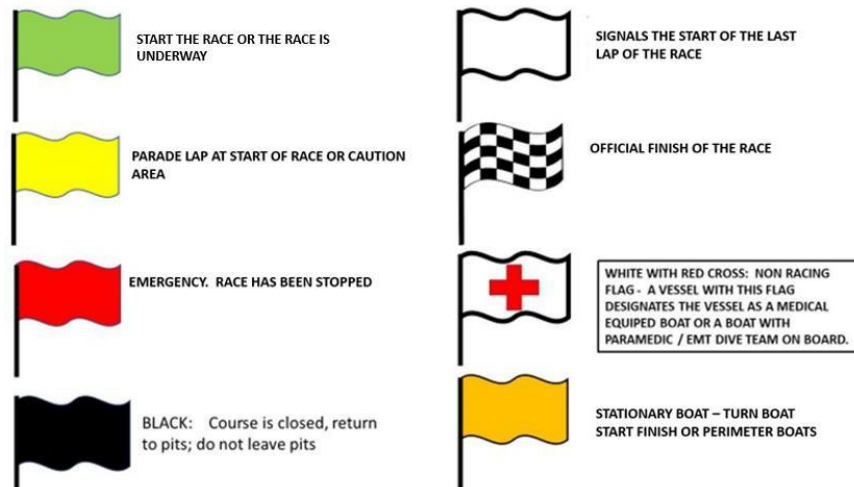 START THE RACE OR THE RACE IS
UNDERWAY
PARADE LAP AT START OF RACE OR CAUTION
AREA
EMERGENCY. RACE HAS BEEN STOPPED
BLACK: Course is closed, return
to pits; do not leave pits
SIGNALS THE START OF THE LAST
LAP OF THE RACE
OFFICIAL FINISH OF THE RACE
WHITE WITH RED CROSS: NON RACING
FLAG - A VESSEL WITH THIS FLAG
DESIGNATES THE VESSEL AS A MEDICAL
EQUIPED BOAT OR A BOAT WITH
PARAMEDIC / EMT DIVE TEAM ON BOARD.
STATIONARY BOAT – TURN BOAT
START FINISH OR PERIMETER BOATS